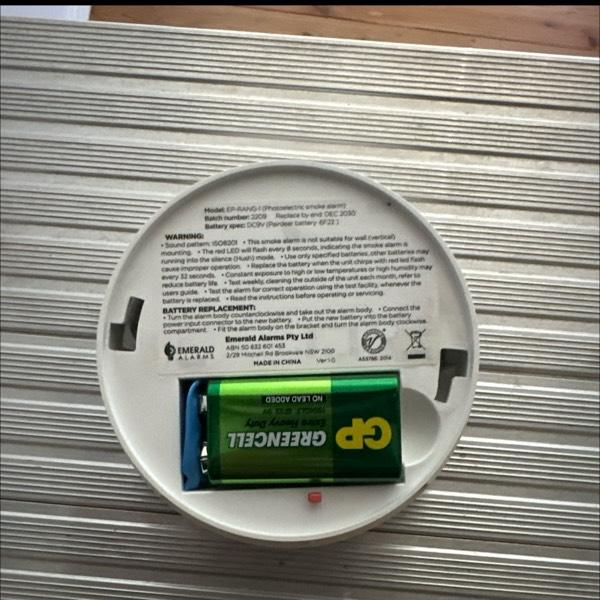 Model: EP-RANG-1 (Photoelectric smoke alarm)
Batch number: 2209 Replace by end: DEC 2030
Battery spec: DC9V (Pairdeer battery 6F22 )
WARNING:
• Sound pattern: ISO8201 • This smoke alarm is not suitable for wall (vertical)
mounting. • The red LED will flash every 8 seconds, indicating the smoke alarm is
running into the silence (Hush) mode. • Use only specified batteries, other batteries may
cause improper operation. • Replace the battery when the unit chirps with red led flash
every 32 seconds. • Constant exposure to high or low temperatures or high humidity may
reduce battery life. • Test weekly, cleaning the outside of the unit each month, refer to
users guide. • Test the alarm for correct operation using the test facility, whenever the
battery is replaced. • Read the instructions before operating or servicing.
BATTERY REPLACEMENT:
• Turn the alarm body counterclockwise and take out the alarm body. • Connect the
power input connector to the new battery. • Put the new battery into the battery
compartment. • Fit the alarm body on the bracket and turn the alarm body clockwise.
EMERALD
ALARMS
Emerald Alarms Pty Ltd
ABN 50 632 601 453
2/29 Mitchell Rd Brookvale NSW 2100
MADE IN CHINA Ver:1.0
AS3786: 2014
GP
GREENCELL
Extra Heavy Duty
NO LEAD ADDED